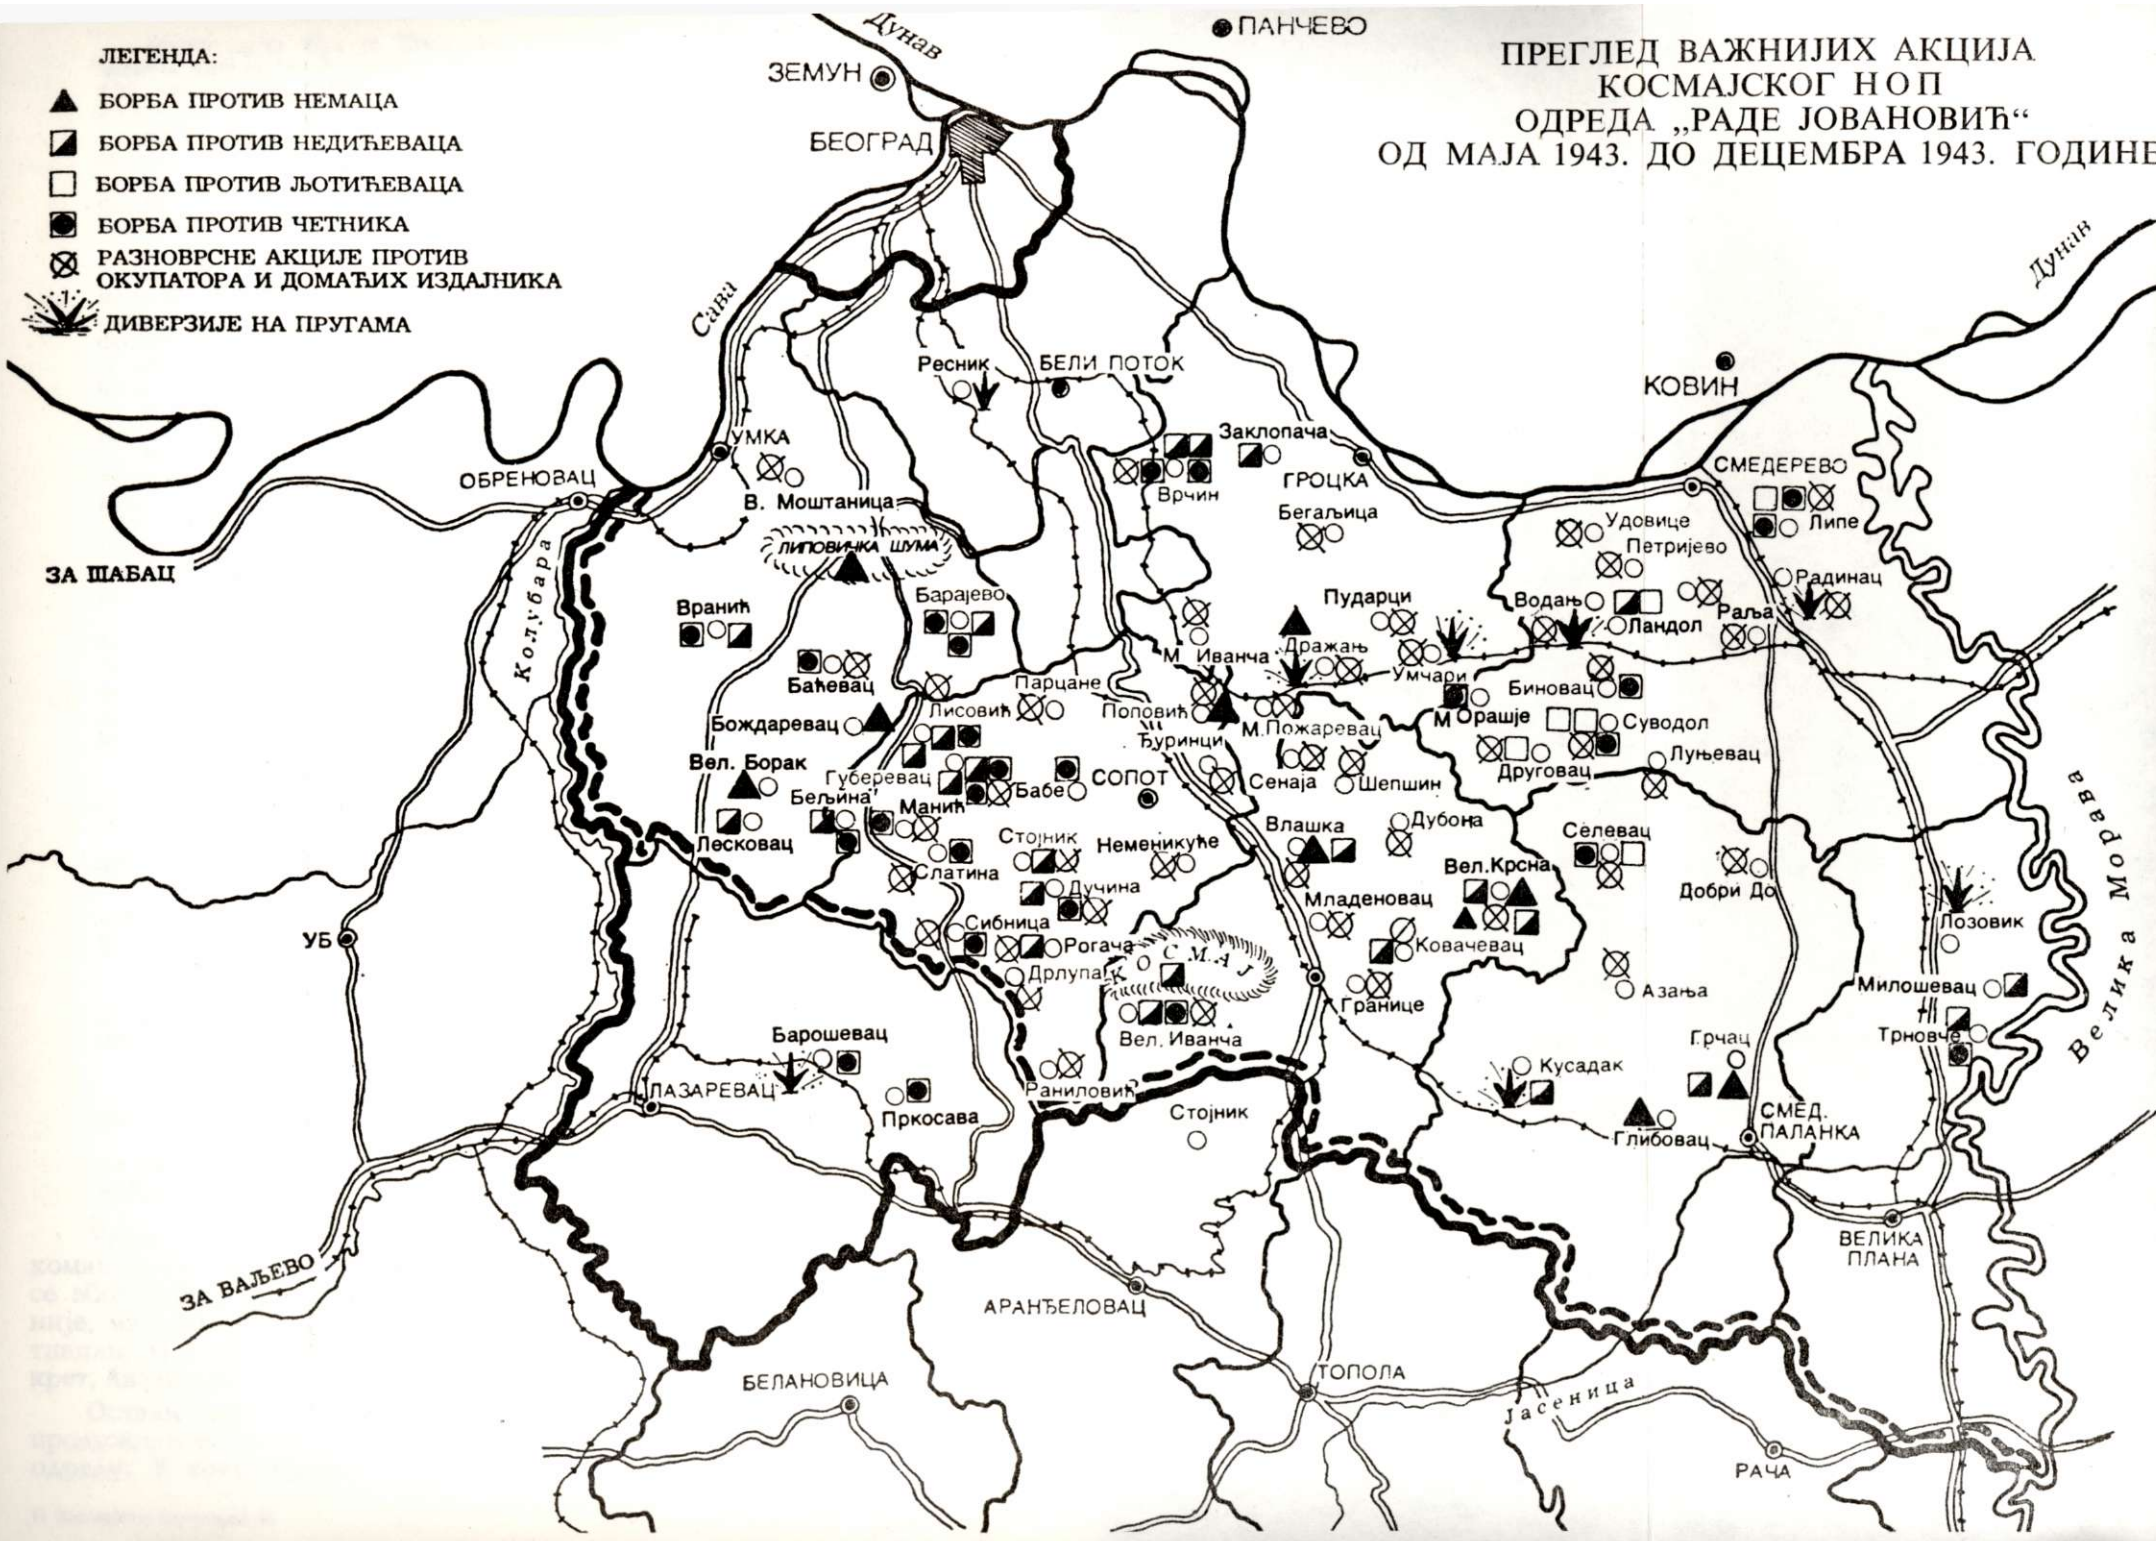 ЛЕГЕНДА:
БОРБА ПРОТИВ НЕМАЦА
БОРБА ПРОТИВ НЕДИЋЕВАЦА
БОРБА ПРОТИВ ЉОТИЋЕВАЦА
БОРБА ПРОТИВ ЧЕТНИКА
РАЗНОВРСНЕ АКЦИЈЕ ПРОТИВ
ОКУПАТОРА И ДОМАЋИХ ИЗДАЈНИКА
ДИВЕРЗИЈЕ НА ПРУГАМА
ПРЕГЛЕД ВАЖНИЈИХ АКЦИЈА
КОСМАЈСКОГ НОП
ОДРЕДА „РАДЕ ЈОВАНОВИЋ“
ОД МАЈА 1943. ДО ДЕЦЕМБРА 1943. ГОДИНЕ
Дунав
ПАНЧЕВО
ЗЕМУН
БЕОГРАД
Дунав
Сава
Ресник
БЕЛИ ПОТОК
КОВИН
УМКА
Заклопача
ОБРЕНОВАЦ
ГРОЦКА
СМЕДЕРЕВО
В. Моштаница
Врчин
Бегаљица
Удовице
Липе
ЛИПОВИЧКА ШУМА
Петријево
ЗА ШАБАЦ
Колубара
Радинац
Вранић
Барајево
Пударци
Водањ
Раља
Ландол
М. Иванча
Дражањ
Баћевац
Парцане
Умчари
Биновац
Бождаревац
Лисовић
Поповић
М.Пожаревац
М Орашје
Суводол
Ђуринци
Луњевац
Вел. Борак
Губеревац
СОПОТ
Сенаја
Шепшин
Друговац
Бељина
Манић
Бабе
Велика Морава
Лесковац
Стојник
Неменикуће
Влашка
Дубона
Селевац
Слатина
Дучина
Вел.Крсна
Добри До
Младеновац
УБ
Сибница
Рогача
Ковачевац
Лозовик
Дрлупа
КОСМАЈ
Границе
Азања
Милошевац
Вел. Иванча
Барошевац
Кусадак
Грчац
Трновче
ЛАЗАРЕВАЦ
Раниловић
Пркосава
Стојник
Глибовац
СМЕД.
ПАЛАНКА
ВЕЛИКА
ПЛАНА
ЗА ВАЉЕВО
АРАНЂЕЛОВАЦ
БЕЛАНОВИЦА
ТОПОЛА
Јасеница
РАЧА